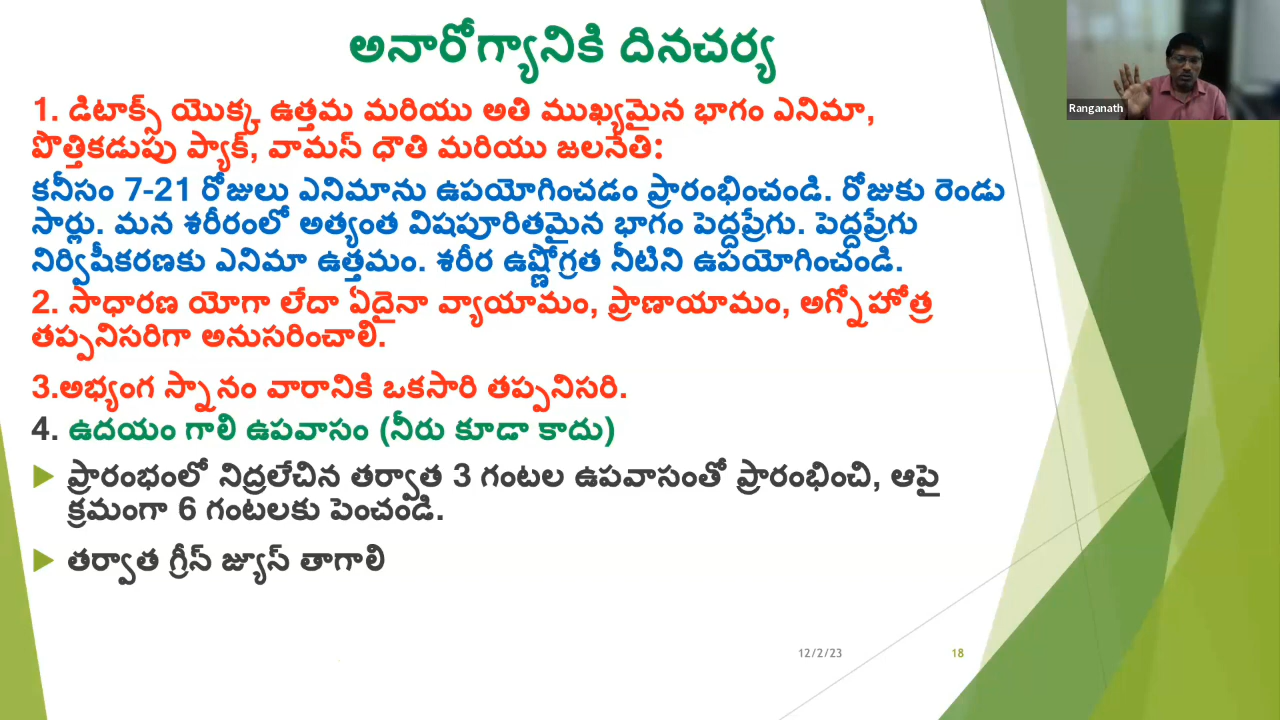 అనారోగ్యానికి దినచర్య
Ranganath
1. డిటాక్స్ యొక్క ఉత్తమ మరియు అతి ముఖ్యమైన భాగం ఎనిమా,
పొత్తికడుపు ప్యాక్, వామస్ ధౌతి మరియు జలనేతి:
కనీసం 7-21 రోజులు ఎనిమాను ఉపయోగించడం ప్రారంభించండి. రోజుకు రెండు
సార్లు. మన శరీరంలో అత్యంత విషపూరితమైన భాగం పెద్దప్రేగు. పెద్దప్రేగు
నిర్విషీకరణకు ఎనిమా ఉత్తమం. శరీర ఉష్ణోగ్రత నీటిని ఉపయోగించండి.
2. సాధారణ యోగా లేదా ఏదైనా వ్యాయామం, ప్రాణాయామం, అగ్నోహోత్ర
తప్పనిసరిగా అనుసరించాలి.
3.అభ్యంగ స్నానం వారానికి ఒకసారి తప్పనిసరి.
4. ఉదయం గాలి ఉపవాసం (నీరు కూడా కాదు)
ప్రారంభంలో నిద్రలేచిన తర్వాత 3 గంటల ఉపవాసంతో ప్రారంభించి, ఆపై
క్రమంగా 6 గంటలకు పెంచండి.
తర్వాత గ్రీస్ జ్యూస్ తాగాలి
12/2/23
18